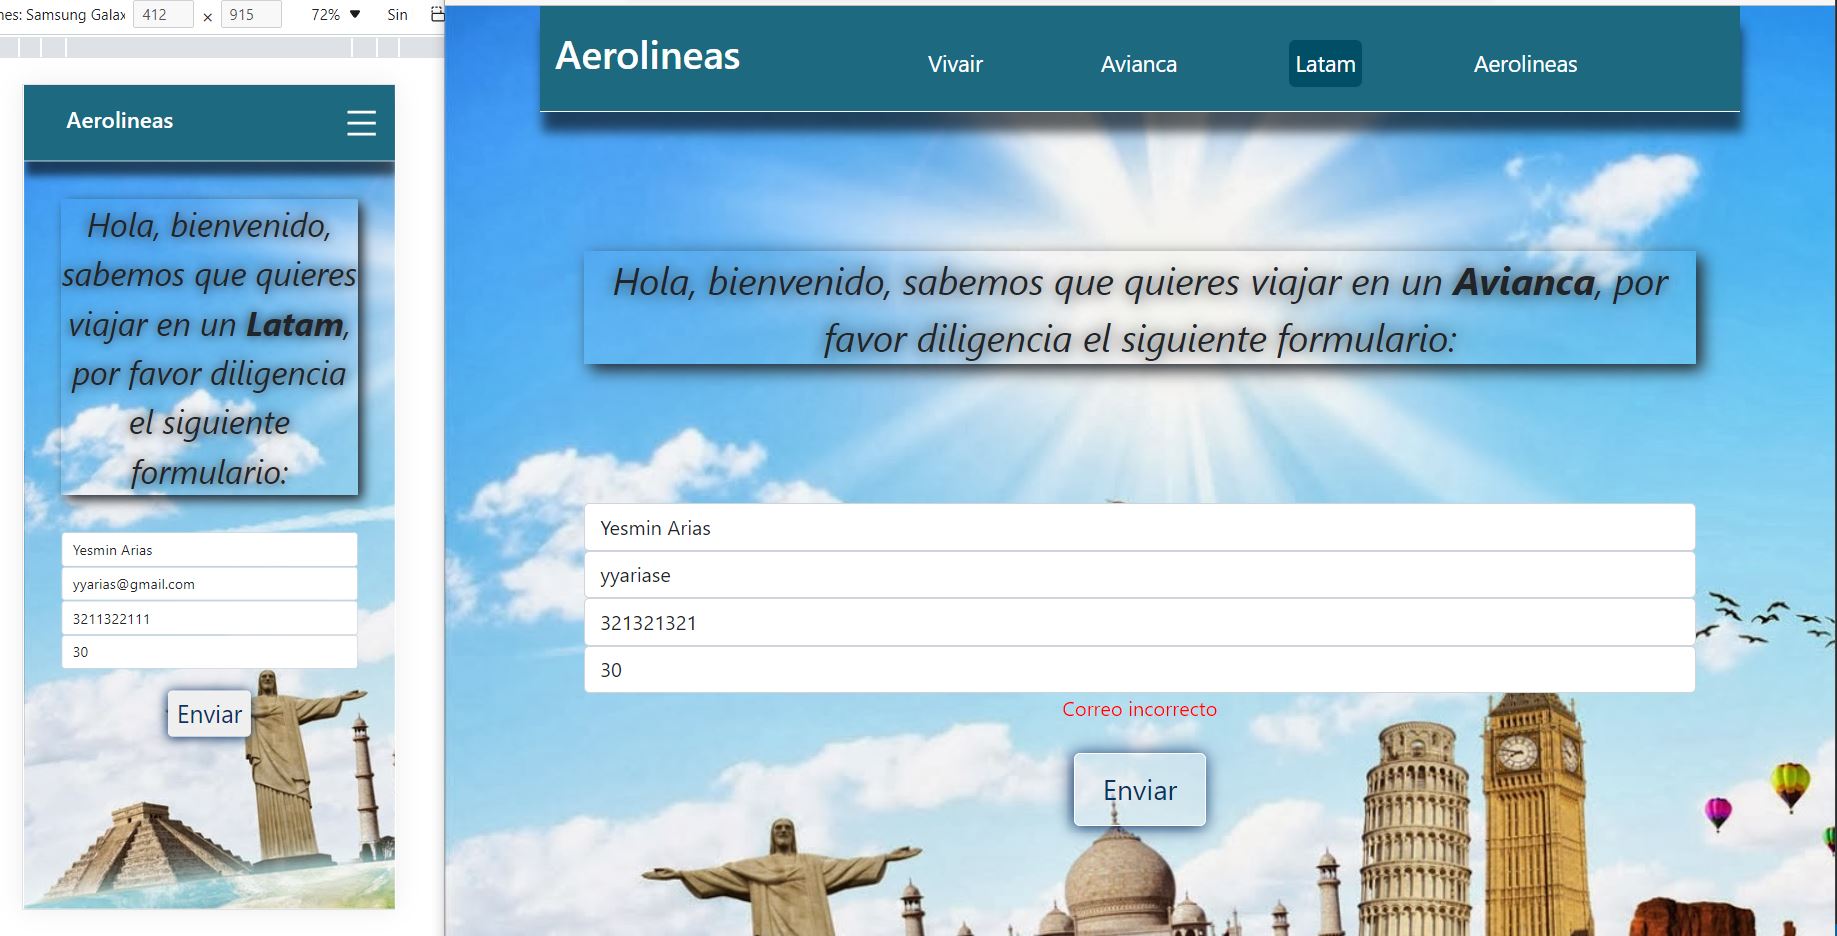 nes: Samsung Galax 412 × 915 72% Sin
Aerolineas
Hola, bienvenido,
sabemos que quieres
viajar en un Latam,
por favor diligencia
el siguiente
formulario:
Yesmin Arias
yyarias@gmail.com
3211322111
30
Enviar
Aerolineas Vivair Avianca Latam Aerolineas
Hola, bienvenido, sabemos que quieres viajar en un Avianca, por
favor diligencia el siguiente formulario:
Yesmin Arias
yyariase
321321321
30
Correo incorrecto
Enviar